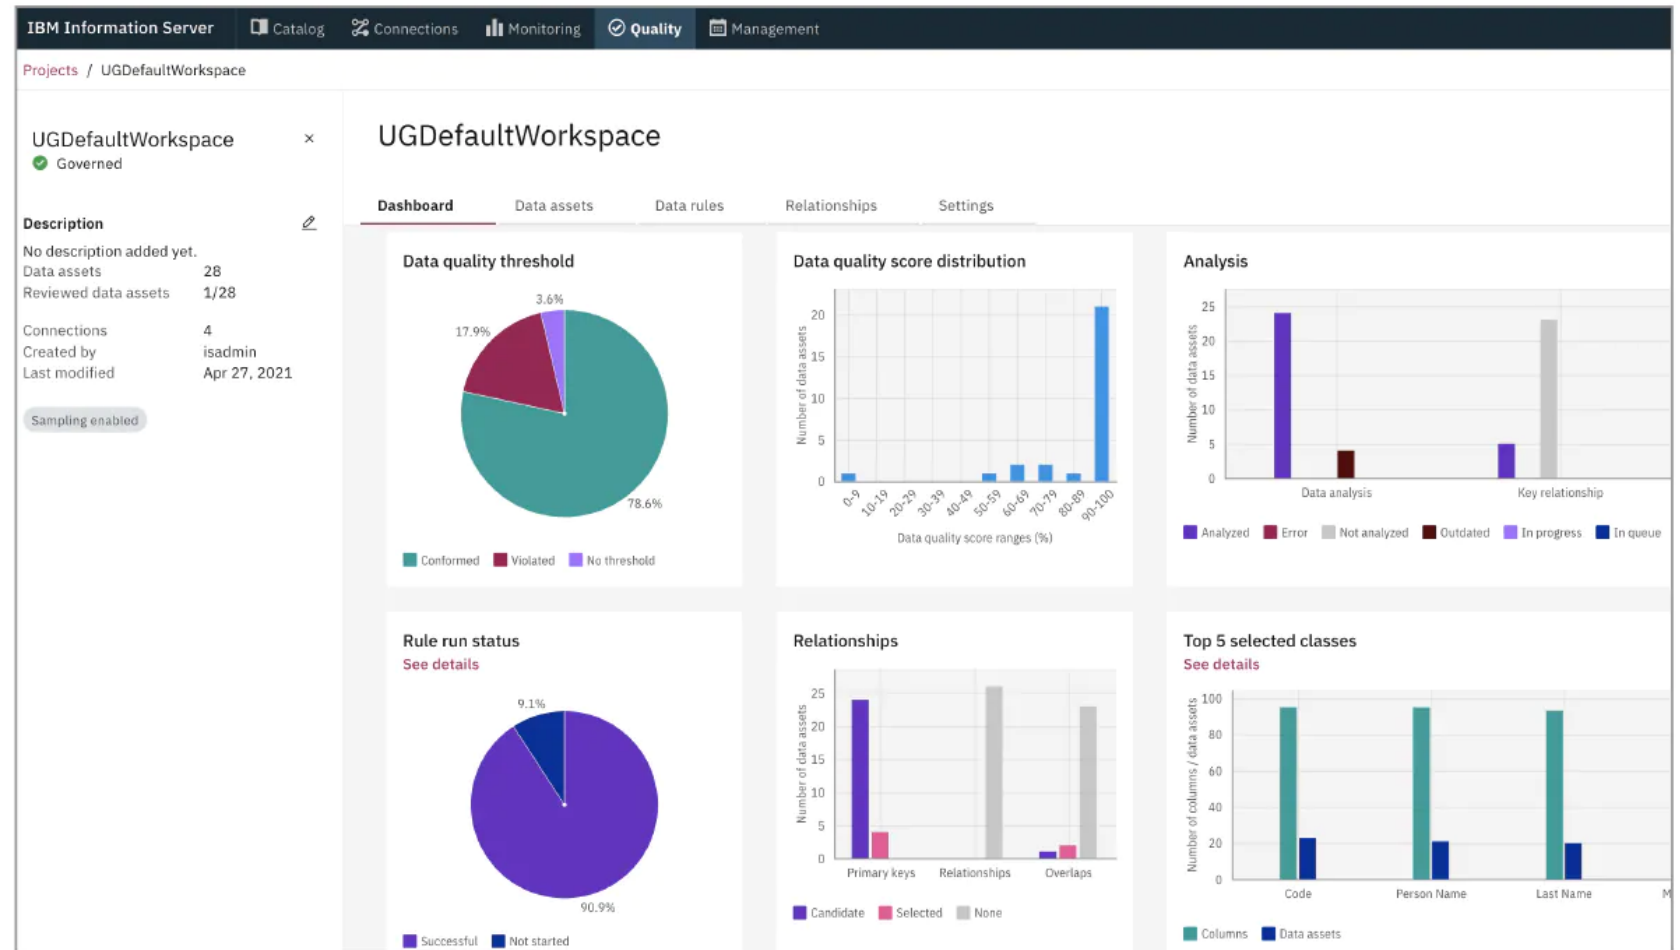 IBM Information Server Catalog Connections Monitoring Quality Management
Projects / UGDefaultWorkspace
UGDefaultWorkspace ×
Governed
Description
No description added yet.
Data assets 28
Reviewed data assets 1/28
Connections 4
Created by isadmin
Last modified Apr 27, 2021
Sampling enabled
UGDefaultWorkspace
Dashboard Data assets Data rules Relationships Settings
Data quality threshold
3.6%
17.9%
78.6%
Conformed Violated No threshold
Data quality score distribution
Number of data assets
20
15
10
5
0
0-9 10-19 20-29 30-39 40-49 50-59 60-69 70-79 80-89 90-100
Data quality score ranges (%)
Analysis
Number of data assets
25
20
15
10
5
0
Data analysis Key relationship
Analyzed Error Not analyzed Outdated In progress In queue
Rule run status
See details
9.1%
90.9%
Successful Not started
Relationships
Number of data assets
25
20
15
10
5
0
Primary keys Relationships Overlaps
Candidate Selected None
Top 5 selected classes
See details
Number of columns / data assets
100
80
60
40
20
0
Code Person Name Last Name M
Columns Data assets